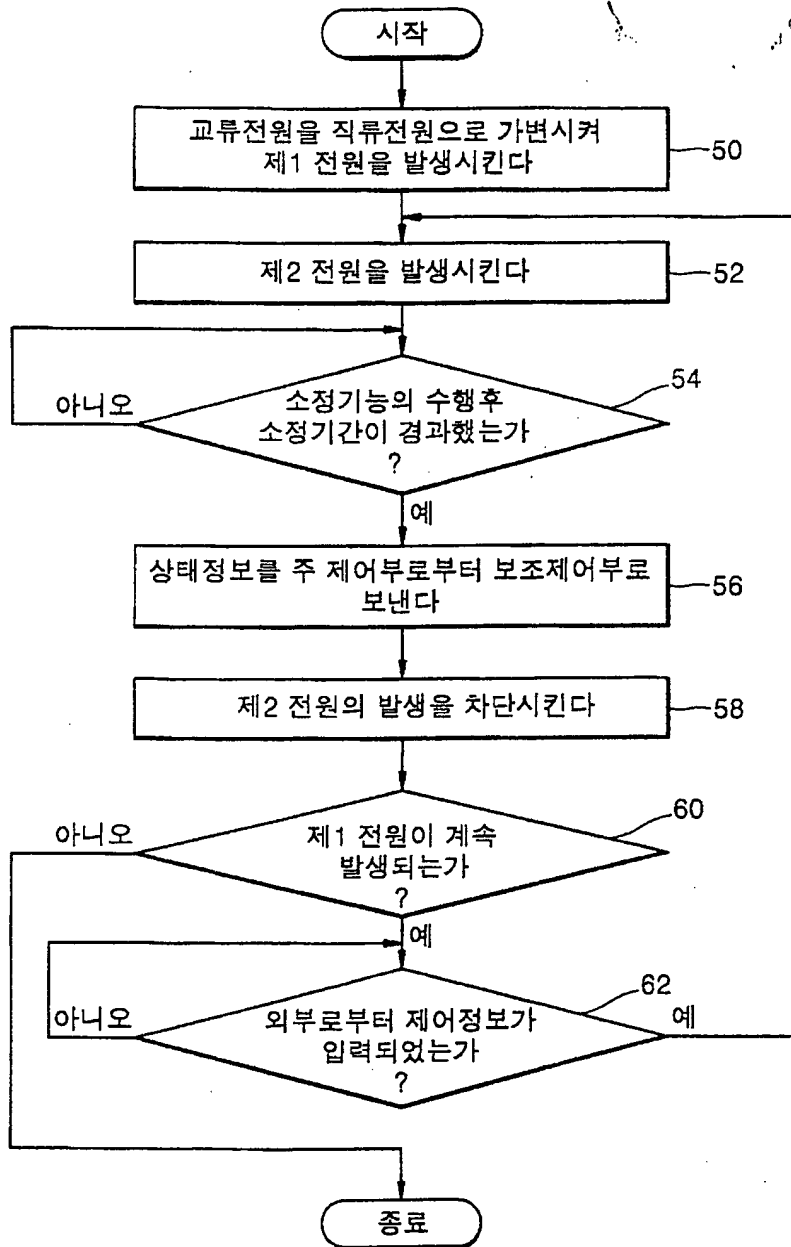 시작
교류전원을 직류전원으로 가변시켜
제1 전원을 발생시킨다
50
제2 전원을 발생시킨다
52
54
아니오
소정기능의 수행후
소정기간이 경과했는가
?
예
상태정보를 주 제어부로부터 보조제어부로
보낸다
56
제2 전원의 발생을 차단시킨다
58
60
아니오
제1 전원이 계속
발생되는가
?
예
62
아니오
외부로부터 제어정보가
입력되었는가
?
예
종료